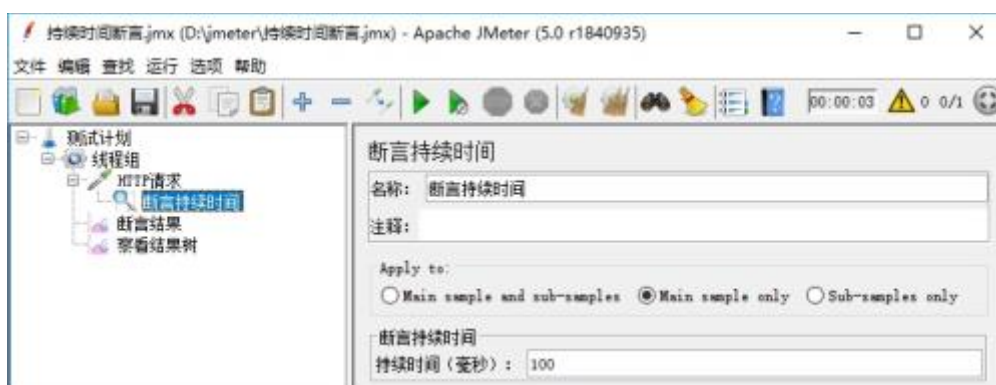 持续时间断言.jmx (D:\jmeter\持续时间断言.jmx) - Apache JMeter (5.0 r1840935)
文件 编辑 查找 运行 选项 帮助
00:00:03 0 0/1
测试计划
线程组
HTTP请求
断言持续时间
断言结果
察看结果树
断言持续时间
名称： 断言持续时间
注释：
Apply to:
Main sample and sub-samples Main sample only Sub-samples only
断言持续时间
持续时间（毫秒）： 100